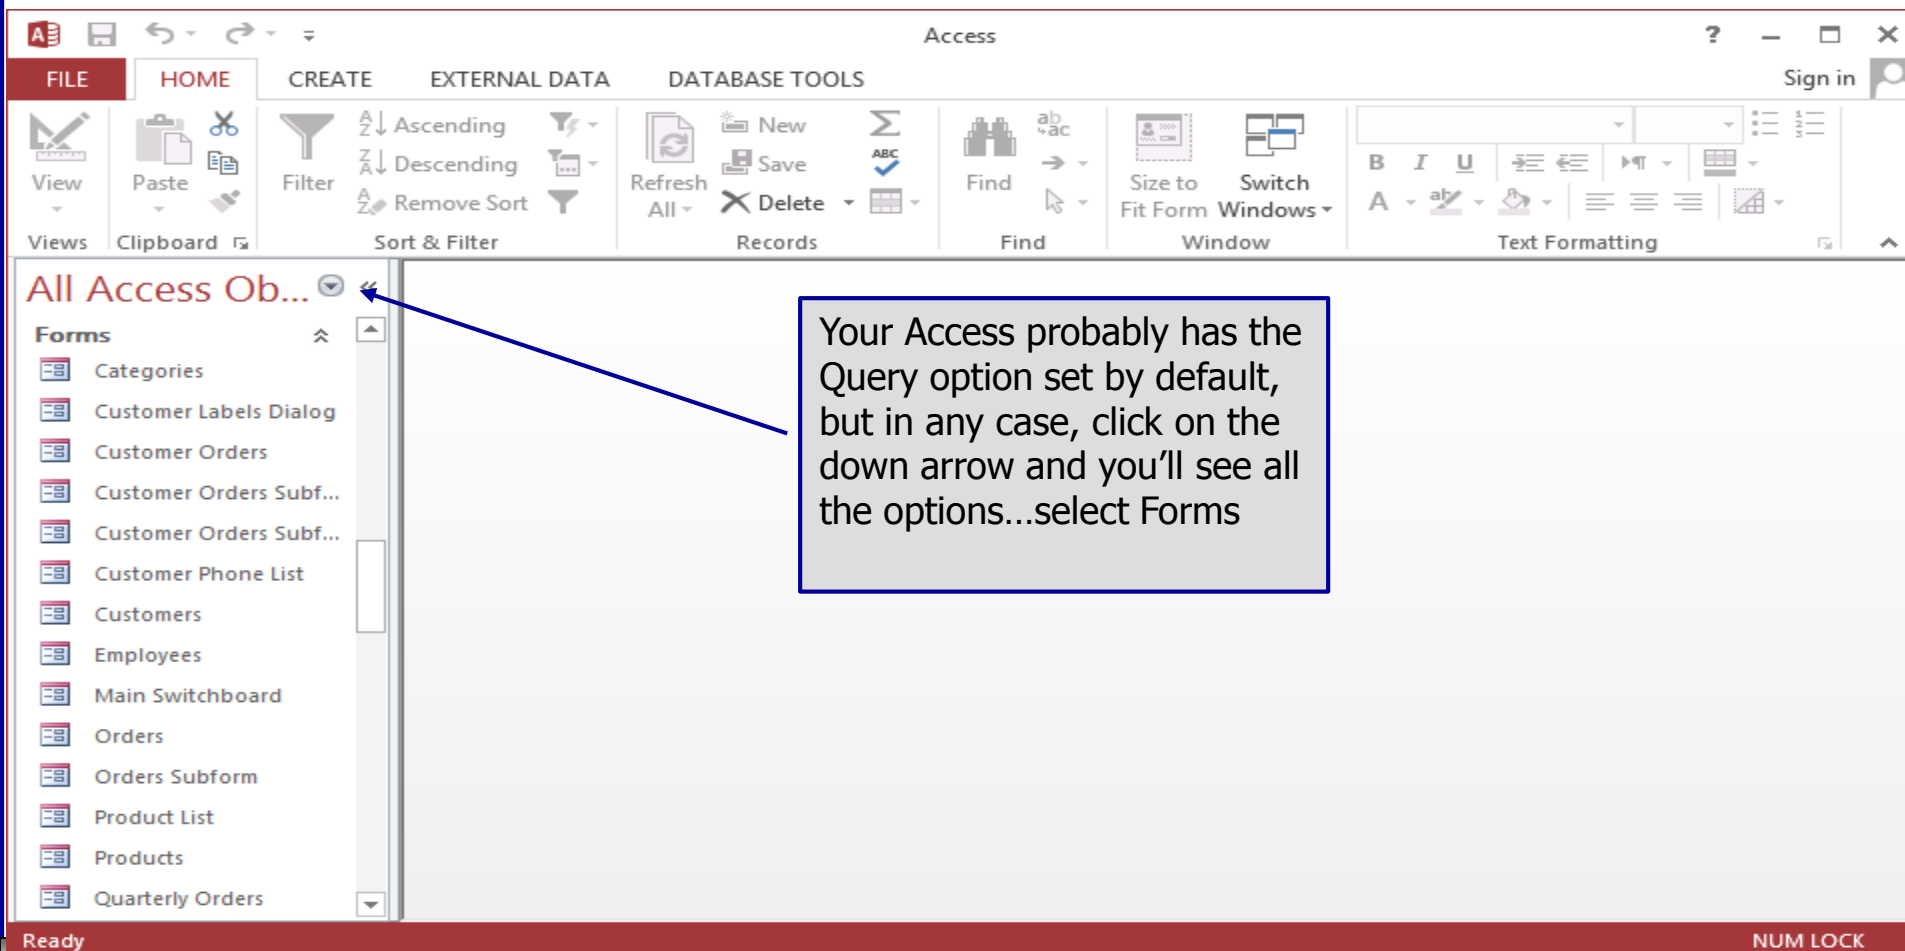 Access
FILE HOME CREATE EXTERNAL DATA DATABASE TOOLS Sign in
View
Paste
Filter
Ascending
Descending
Remove Sort
Refresh
All
New
Save
Delete
ABC
Find
ab
ac
Size to
Fit Form
Switch
Windows
B I U
A
Views Clipboard Sort & Filter Records Find Window Text Formatting
All Access Ob...
Forms
Categories
Customer Labels Dialog
Customer Orders
Customer Orders Subf...
Customer Orders Subf...
Customer Phone List
Customers
Employees
Main Switchboard
Orders
Orders Subform
Product List
Products
Quarterly Orders
Your Access probably has the
Query option set by default,
but in any case, click on the
down arrow and you’ll see all
the options…select Forms
Ready NUM LOCK